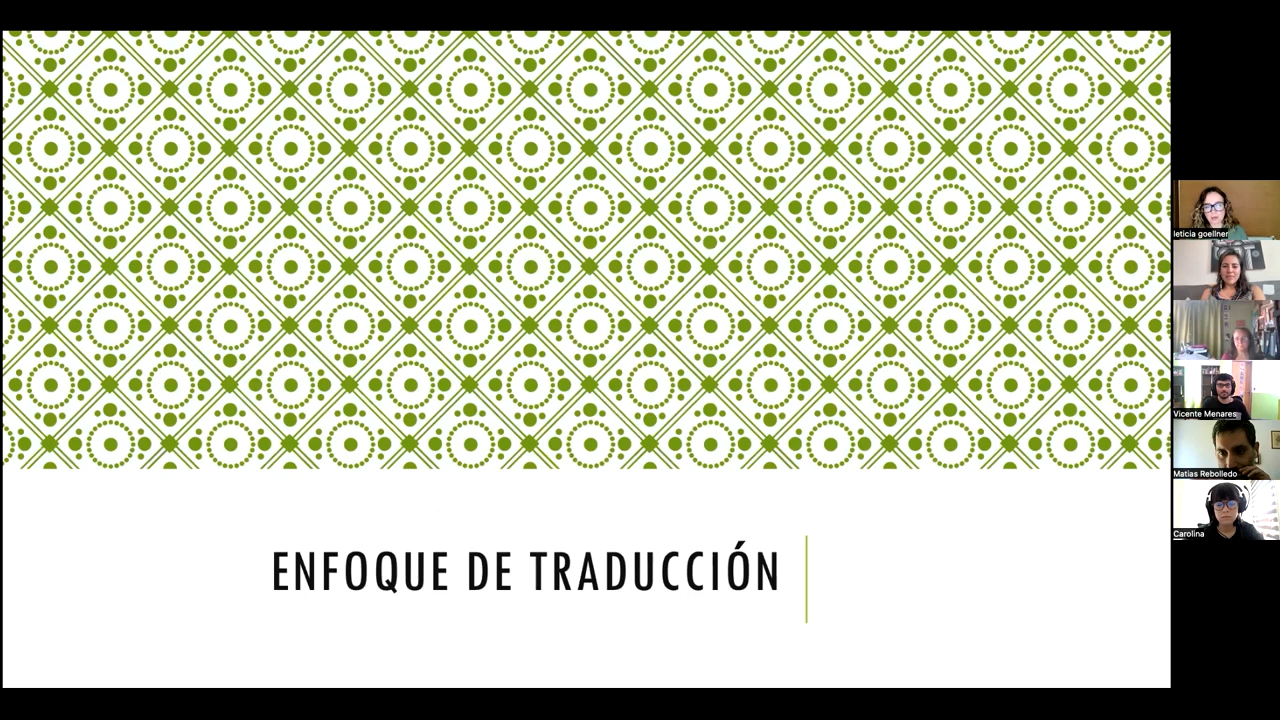 ENFOQUE DE TRADUCCIÓN
leticia goellner
Vicente Menares
Matias Rebolledo
Carolina